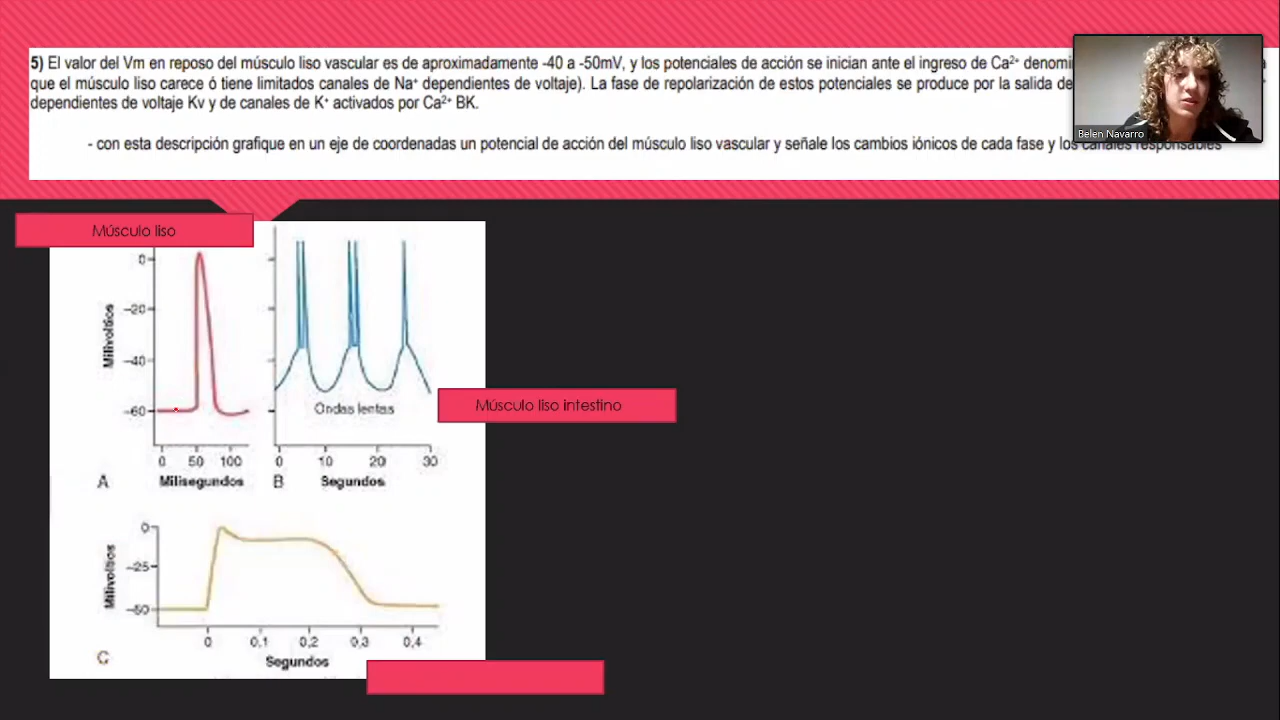 5) El valor del Vm en reposo del músculo liso vascular es de aproximadamente -40 a -50mV, y los potenciales de acción se inician ante el ingreso de Ca²⁺
que el músculo liso carece ó tiene limitados canales de Na⁺ dependientes de voltaje). La fase de repolarización de estos potenciales se produce por la salida
dependientes de voltaje Kv y de canales de K⁺ activados por Ca²⁺ BK.
- con esta descripción grafique en un eje de coordenadas un potencial de acción del músculo liso vascular y señale los cambios iónicos de cada fase y los canales responsables
Belen Navarro
Músculo liso
Milivoltios
0
-20
-40
-60
0 50 100
A Milisegundos
Ondas lentas
0 10 20 30
B Segundos
Músculo liso intestino
Milivoltios
0
-25
-50
0 0,1 0,2 0,3 0,4
C Segundos